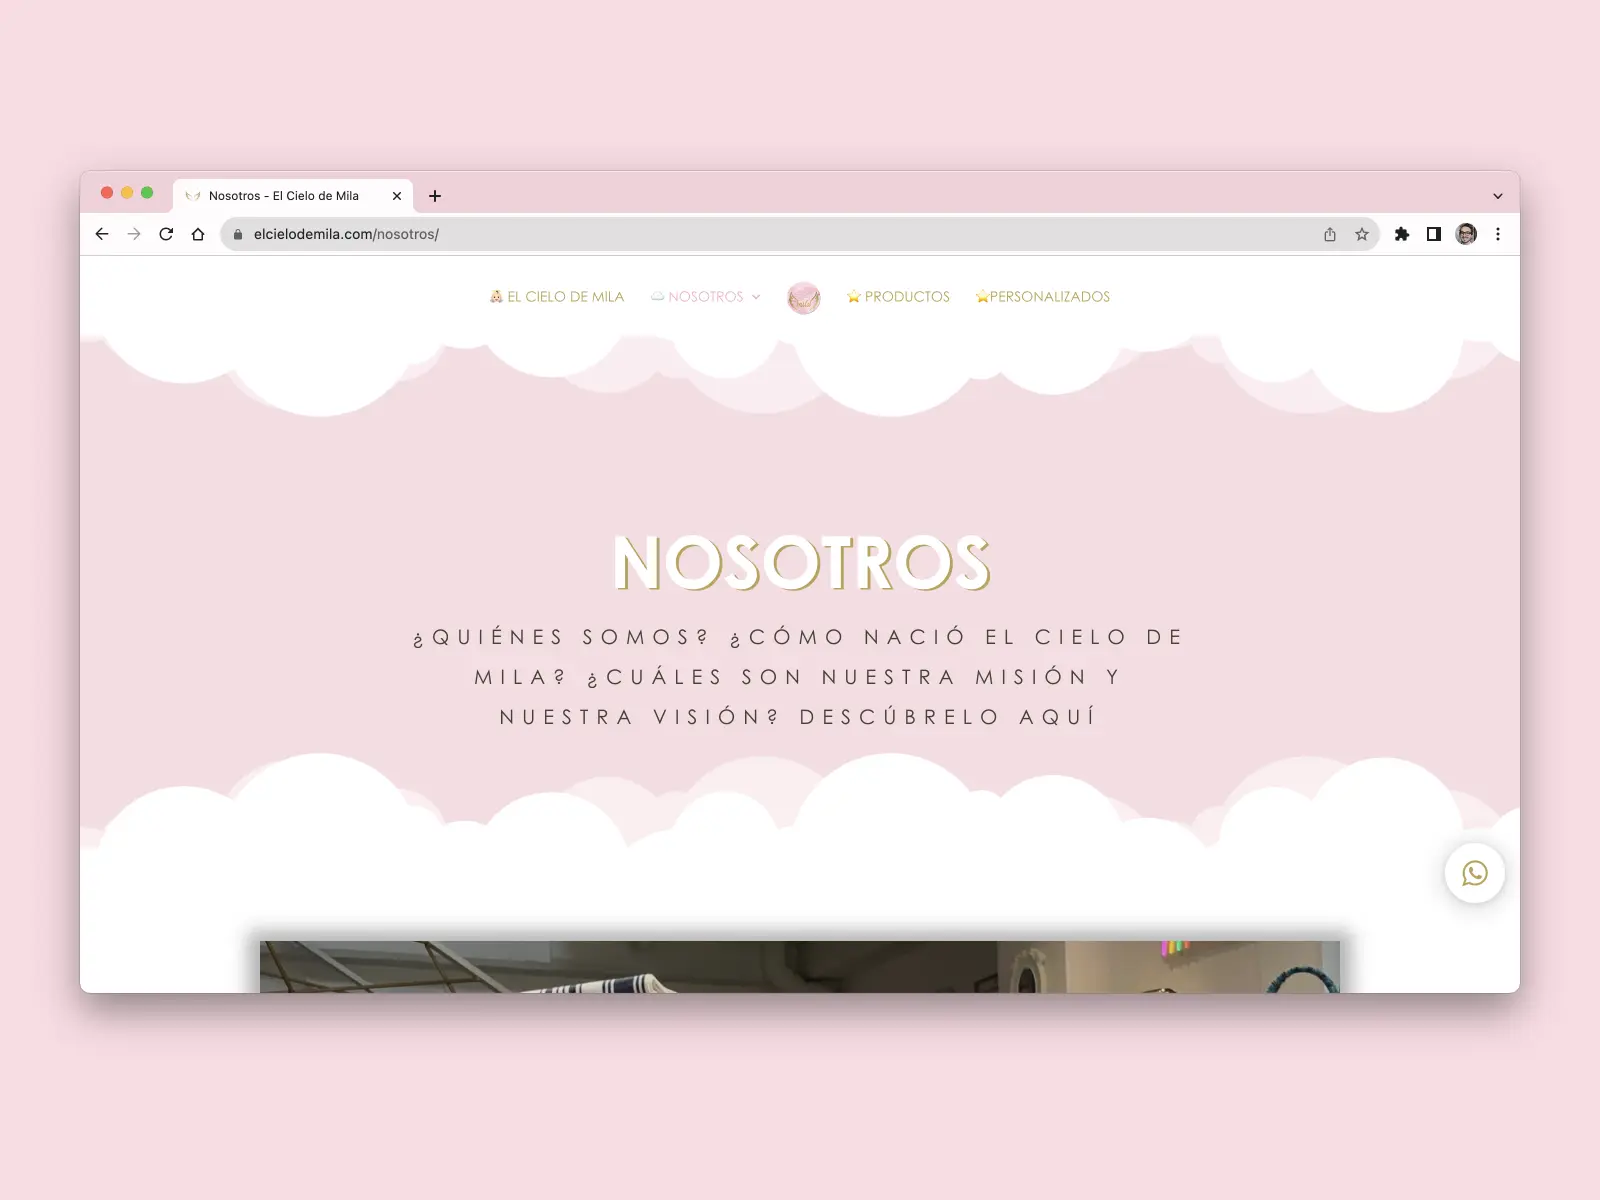 Nosotros - El Cielo de Mila
elcielodemila.com/nosotros/
EL CIELO DE MILA NOSOTROS PRODUCTOS PERSONALIZADOS
NOSOTROS
¿QUIÉNES SOMOS? ¿CÓMO NACIÓ EL CIELO DE
MILA? ¿CUÁLES SON NUESTRA MISIÓN Y
NUESTRA VISIÓN? DESCÚBRELO AQUÍ